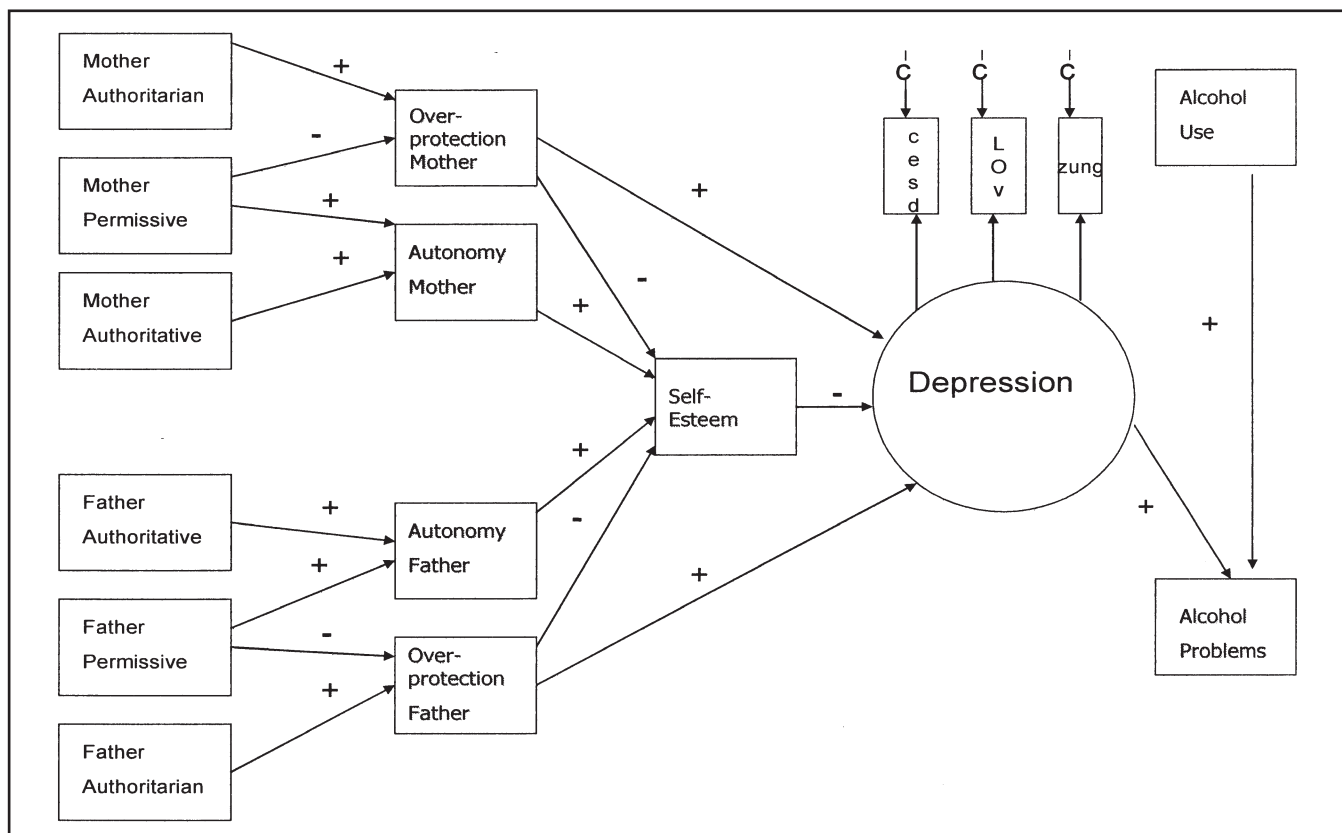 Mother
Authoritarian
+
-
Over-
protection
Mother
Mother
Permissive
+
+
Autonomy
Mother
Mother
Authoritative
+
-
+
Self-
Esteem
-
c
e
s
d
L
O
v
zung
C
C
C
Depression
Alcohol
Use
+
+
Alcohol
Problems
Father
Authoritative
+
+
Autonomy
Father
+
-
Father
Permissive
-
+
Over-
protection
Father
+
Father
Authoritarian